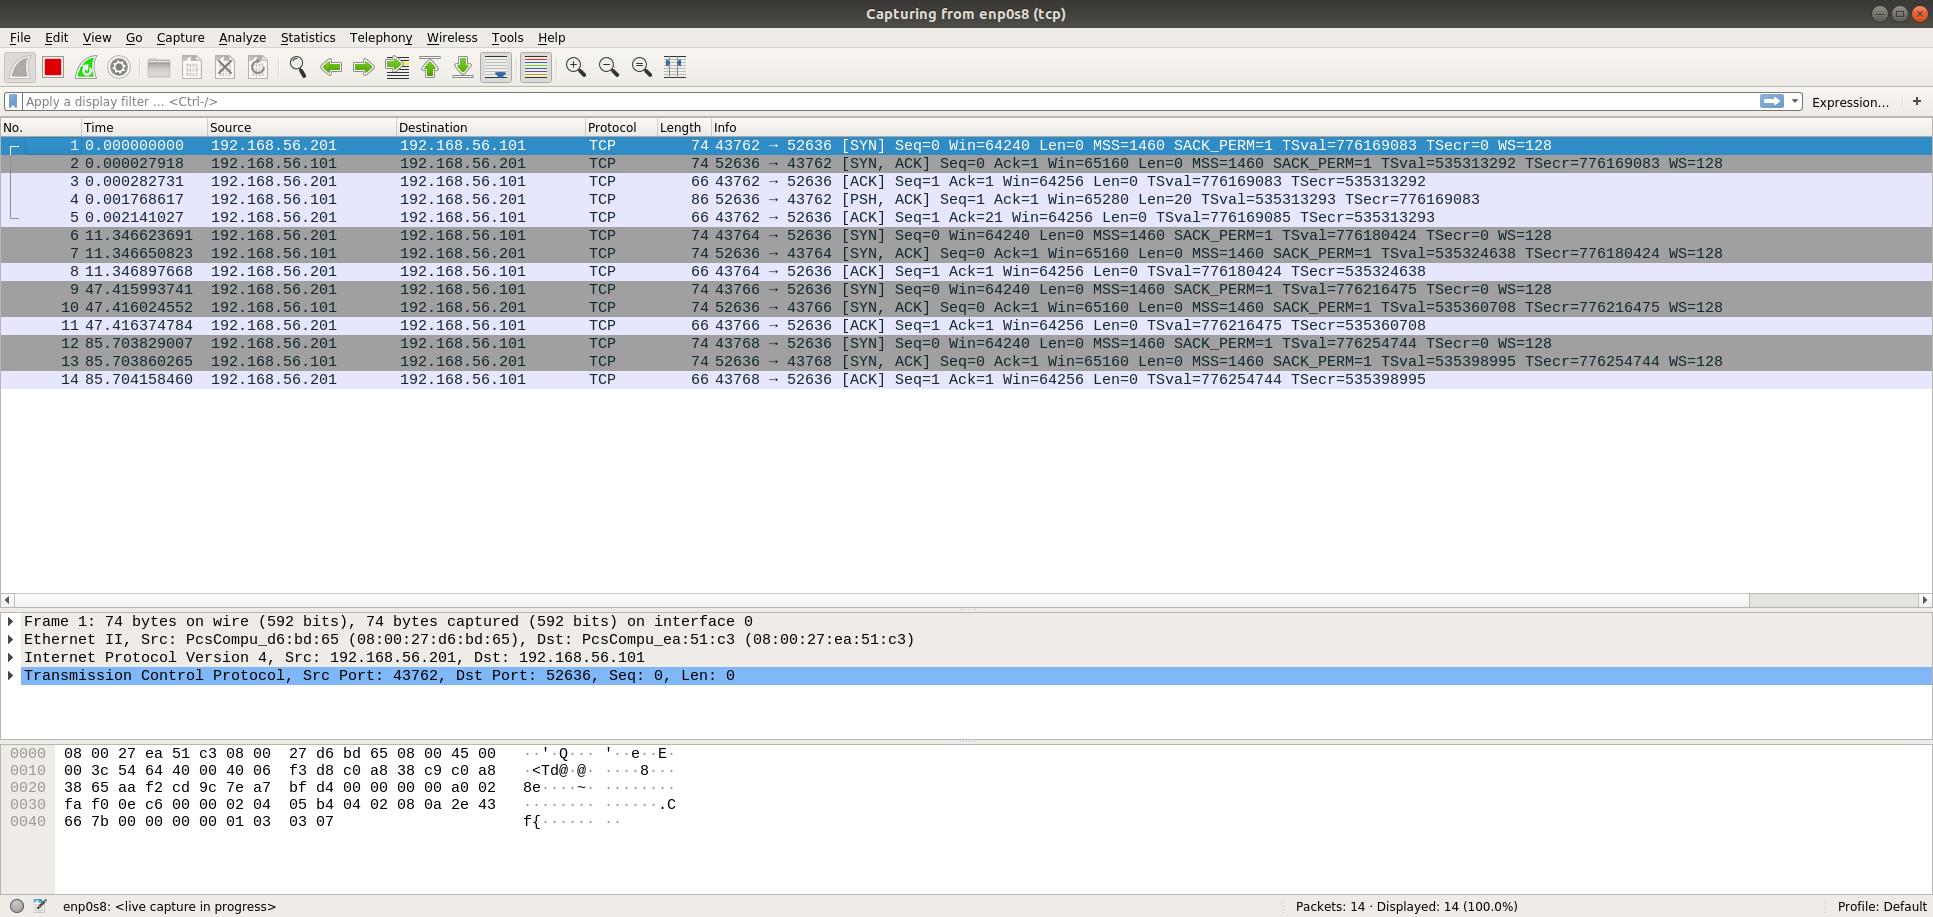 Capturing from enp0s8 (tcp)
File Edit View Go Capture Analyze Statistics Telephony Wireless Tools Help
Apply a display filter ... <Ctrl-/> Expression... +
No. Time Source Destination Protocol Length Info
1 0.000000000 192.168.56.201 192.168.56.101 TCP 74 43762 → 52636 [SYN] Seq=0 Win=64240 Len=0 MSS=1460 SACK_PERM=1 TSval=776169083 TSecr=0 WS=128
2 0.000027918 192.168.56.101 192.168.56.201 TCP 74 52636 → 43762 [SYN, ACK] Seq=0 Ack=1 Win=65160 Len=0 MSS=1460 SACK_PERM=1 TSval=535313292 TSecr=776169083 WS=128
3 0.000282731 192.168.56.201 192.168.56.101 TCP 66 43762 → 52636 [ACK] Seq=1 Ack=1 Win=64256 Len=0 TSval=776169083 TSecr=535313292
4 0.001768617 192.168.56.101 192.168.56.201 TCP 86 52636 → 43762 [PSH, ACK] Seq=1 Ack=1 Win=65280 Len=20 TSval=535313293 TSecr=776169083
5 0.002141027 192.168.56.201 192.168.56.101 TCP 66 43762 → 52636 [ACK] Seq=1 Ack=21 Win=64256 Len=0 TSval=776169085 TSecr=535313293
6 11.346623691 192.168.56.201 192.168.56.101 TCP 74 43764 → 52636 [SYN] Seq=0 Win=64240 Len=0 MSS=1460 SACK_PERM=1 TSval=776180424 TSecr=0 WS=128
7 11.346650823 192.168.56.101 192.168.56.201 TCP 74 52636 → 43764 [SYN, ACK] Seq=0 Ack=1 Win=65160 Len=0 MSS=1460 SACK_PERM=1 TSval=535324638 TSecr=776180424 WS=128
8 11.346897668 192.168.56.201 192.168.56.101 TCP 66 43764 → 52636 [ACK] Seq=1 Ack=1 Win=64256 Len=0 TSval=776180424 TSecr=535324638
9 47.415993741 192.168.56.201 192.168.56.101 TCP 74 43766 → 52636 [SYN] Seq=0 Win=64240 Len=0 MSS=1460 SACK_PERM=1 TSval=776216475 TSecr=0 WS=128
10 47.416024552 192.168.56.101 192.168.56.201 TCP 74 52636 → 43766 [SYN, ACK] Seq=0 Ack=1 Win=65160 Len=0 MSS=1460 SACK_PERM=1 TSval=535360708 TSecr=776216475 WS=128
11 47.416374784 192.168.56.201 192.168.56.101 TCP 66 43766 → 52636 [ACK] Seq=1 Ack=1 Win=64256 Len=0 TSval=776216475 TSecr=535360708
12 85.703829007 192.168.56.201 192.168.56.101 TCP 74 43768 → 52636 [SYN] Seq=0 Win=64240 Len=0 MSS=1460 SACK_PERM=1 TSval=776254744 TSecr=0 WS=128
13 85.703860265 192.168.56.101 192.168.56.201 TCP 74 52636 → 43768 [SYN, ACK] Seq=0 Ack=1 Win=65160 Len=0 MSS=1460 SACK_PERM=1 TSval=535398995 TSecr=776254744 WS=128
14 85.704158460 192.168.56.201 192.168.56.101 TCP 66 43768 → 52636 [ACK] Seq=1 Ack=1 Win=64256 Len=0 TSval=776254744 TSecr=535398995
Frame 1: 74 bytes on wire (592 bits), 74 bytes captured (592 bits) on interface 0
Ethernet II, Src: PcsCompu_d6:bd:65 (08:00:27:d6:bd:65), Dst: PcsCompu_ea:51:c3 (08:00:27:ea:51:c3)
Internet Protocol Version 4, Src: 192.168.56.201, Dst: 192.168.56.101
Transmission Control Protocol, Src Port: 43762, Dst Port: 52636, Seq: 0, Len: 0
0000 08 00 27 ea 51 c3 08 00 27 d6 bd 65 08 00 45 00 ··'·Q··· '··e··E·
0010 00 3c 54 64 40 00 40 06 f3 d8 c0 a8 38 c9 c0 a8 ·<Td@·@· ····8···
0020 38 65 aa f2 cd 9c 7e a7 bf d4 00 00 00 00 a0 02 8e····~· ········
0030 fa f0 0e c6 00 00 02 04 05 b4 04 02 08 0a 2e 43 ········ ······.C
0040 66 7b 00 00 00 00 01 03 03 07 f{······ ··
enp0s8: <live capture in progress> Packets: 14 · Displayed: 14 (100.0%) Profile: Default